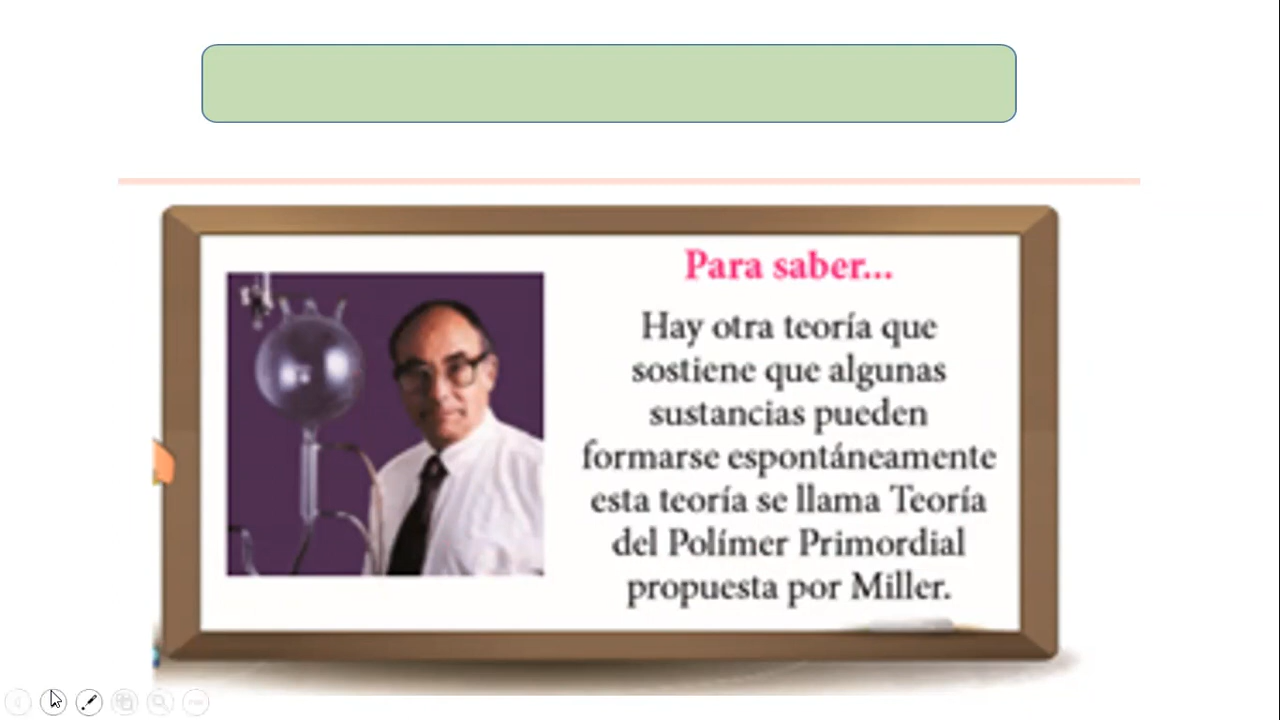 Para saber...
Hay otra teoría que
sostiene que algunas
sustancias pueden
formarse espontáneamente
esta teoría se llama Teoría
del Polímer Primordial
propuesta por Miller.